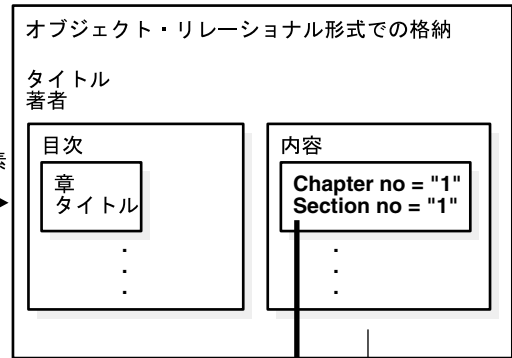 オブジェクト・リレーショナル形式での格納
タイトル
著者
目次
章
タイトル
内容
Chapter no = "1"
Section no = "1"